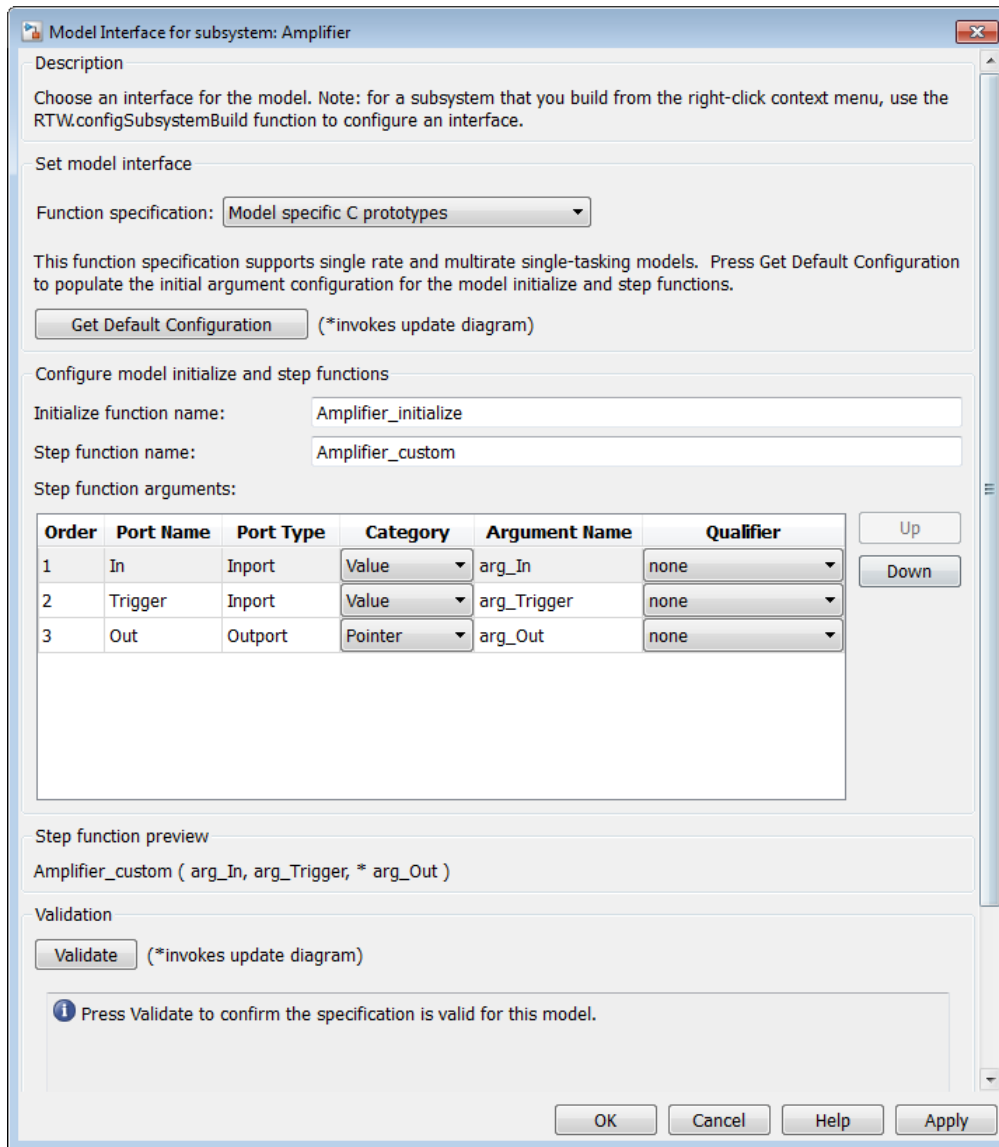 Model Interface for subsystem: Amplifier
Description
Choose an interface for the model. Note: for a subsystem that you build from the right-click context menu, use the
RTW.configSubsystemBuild function to configure an interface.
Set model interface
Function specification: Model specific C prototypes
This function specification supports single rate and multirate single-tasking models. Press Get Default Configuration
to populate the initial argument configuration for the model initialize and step functions.
Get Default Configuration (*invokes update diagram)
Configure model initialize and step functions
Initialize function name: Amplifier_initialize
Step function name: Amplifier_custom
Step function arguments:
Order Port Name Port Type Category Argument Name Qualifier Up
1 In Inport Value arg_In none Down
2 Trigger Inport Value arg_Trigger none
3 Out Outport Pointer arg_Out none
Step function preview
Amplifier_custom ( arg_In, arg_Trigger, * arg_Out )
Validation
Validate (*invokes update diagram)
Press Validate to confirm the specification is valid for this model.
OK Cancel Help Apply